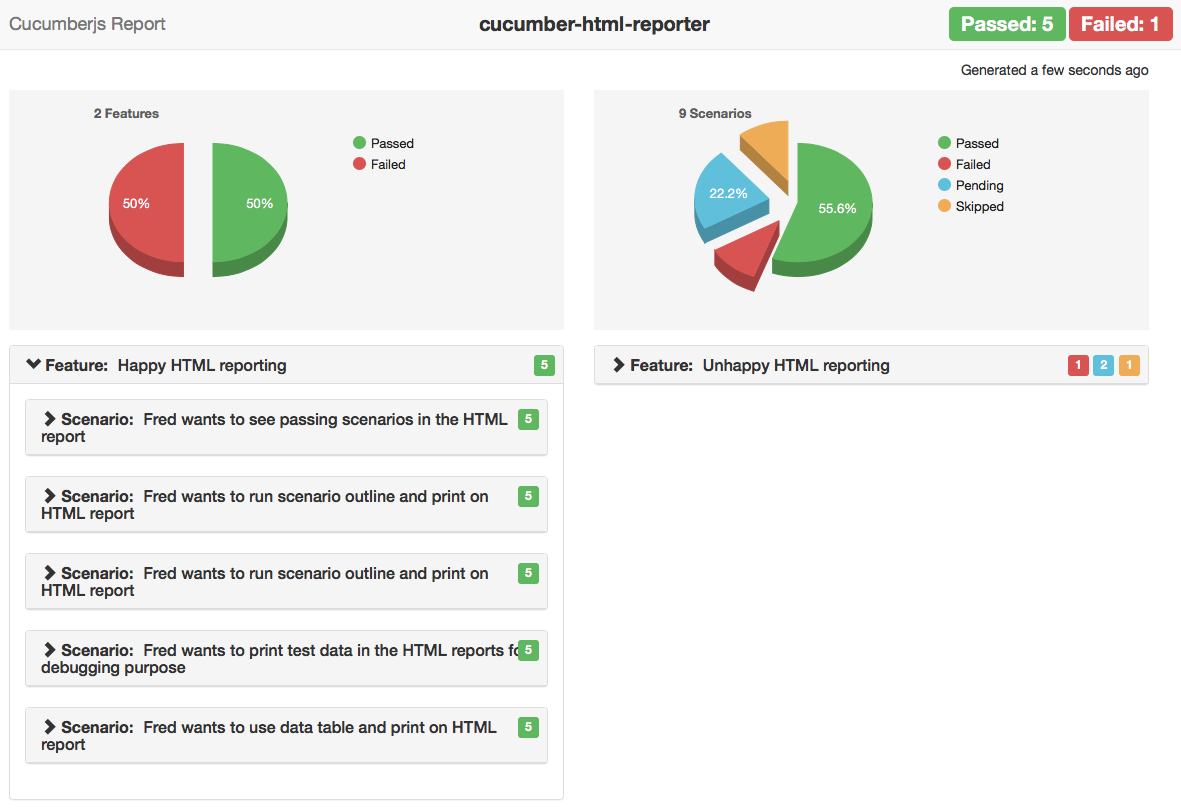 Cucumberjs Report
cucumber-html-reporter
Passed: 5
Failed: 1
Generated a few seconds ago
2 Features
50%
50%
Passed
Failed
9 Scenarios
22.2%
55.6%
Passed
Failed
Pending
Skipped
Feature: Happy HTML reporting
5
Scenario: Fred wants to see passing scenarios in the HTML
report
5
Scenario: Fred wants to run scenario outline and print on
HTML report
5
Scenario: Fred wants to run scenario outline and print on
HTML report
5
Scenario: Fred wants to print test data in the HTML reports
debugging purpose
5
Scenario: Fred wants to use data table and print on HTML
report
5
Feature: Unhappy HTML reporting
1
2
1